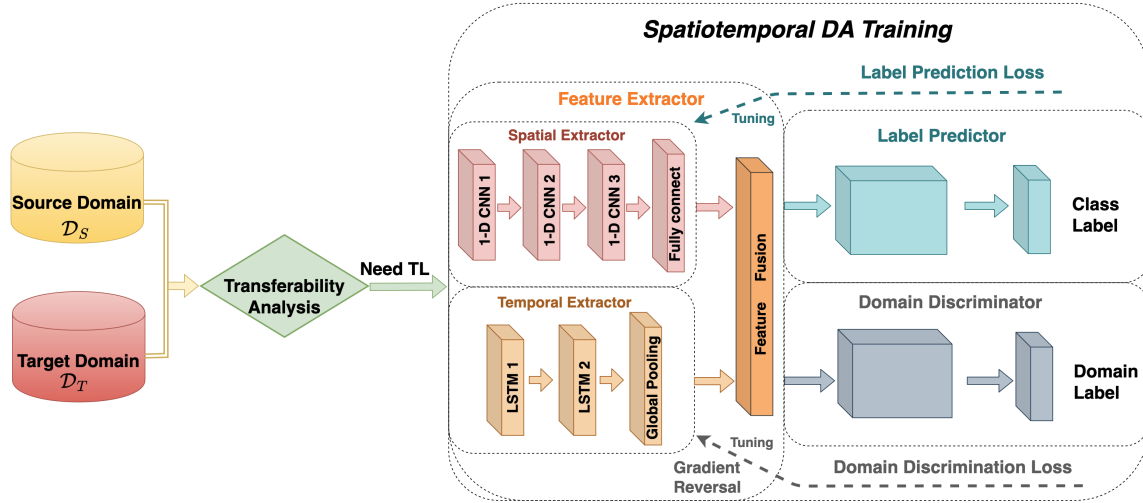 Spatiotemporal DA Training
Label Prediction Loss
Feature Extractor
Tuning
Spatial Extractor
Label Predictor
1-D CNN 1
1-D CNN 2
1-D CNN 3
Fully connect
Source Domain
𝒟_S
Class
Label
Need TL
Transferability
Analysis
Feature Fusion
Temporal Extractor
Domain Discriminator
LSTM 1
LSTM 2
Global Pooling
Target Domain
𝒟_T
Domain
Label
Tuning
Gradient
Reversal
Domain Discrimination Loss